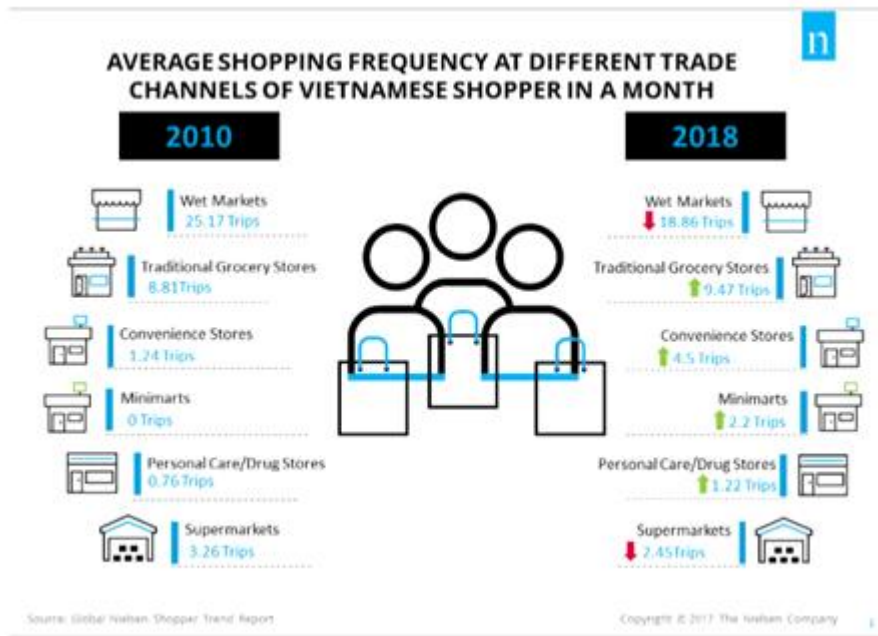 n
AVERAGE SHOPPING FREQUENCY AT DIFFERENT TRADE
CHANNELS OF VIETNAMESE SHOPPER IN A MONTH
2010
Wet Markets
25.17 Trips
Traditional Grocery Stores
8.81Trips
Convenience Stores
1.24 Trips
Minimarts
0 Trips
Personal Care/Drug Stores
0.76 Trips
Supermarkets
3.26 Trips
2018
Wet Markets
18.86 Trips
Traditional Grocery Stores
9.47 Trips
Convenience Stores
4.5 Trips
Minimarts
2.2 Trips
Personal Care/Drug Stores
1.22 Trips
Supermarkets
2.45Trips
Source: Global Nielsen Shopper Trend Report
Copyright © 2017 The Nielsen Company